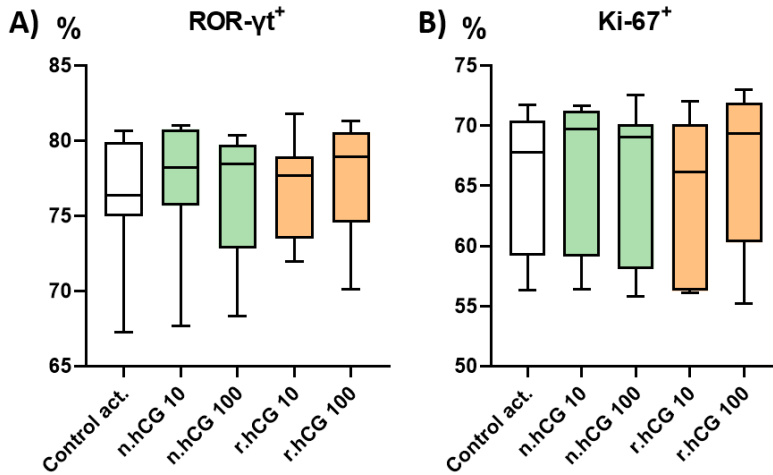 A) % ROR-γt⁺
85
80
75
70
65
Control act.
n.hCG 10
n.hCG 100
r.hCG 10
r.hCG 100
B) % Ki-67⁺
75
70
65
60
55
50
Control act.
n.hCG 10
n.hCG 100
r.hCG 10
r.hCG 100